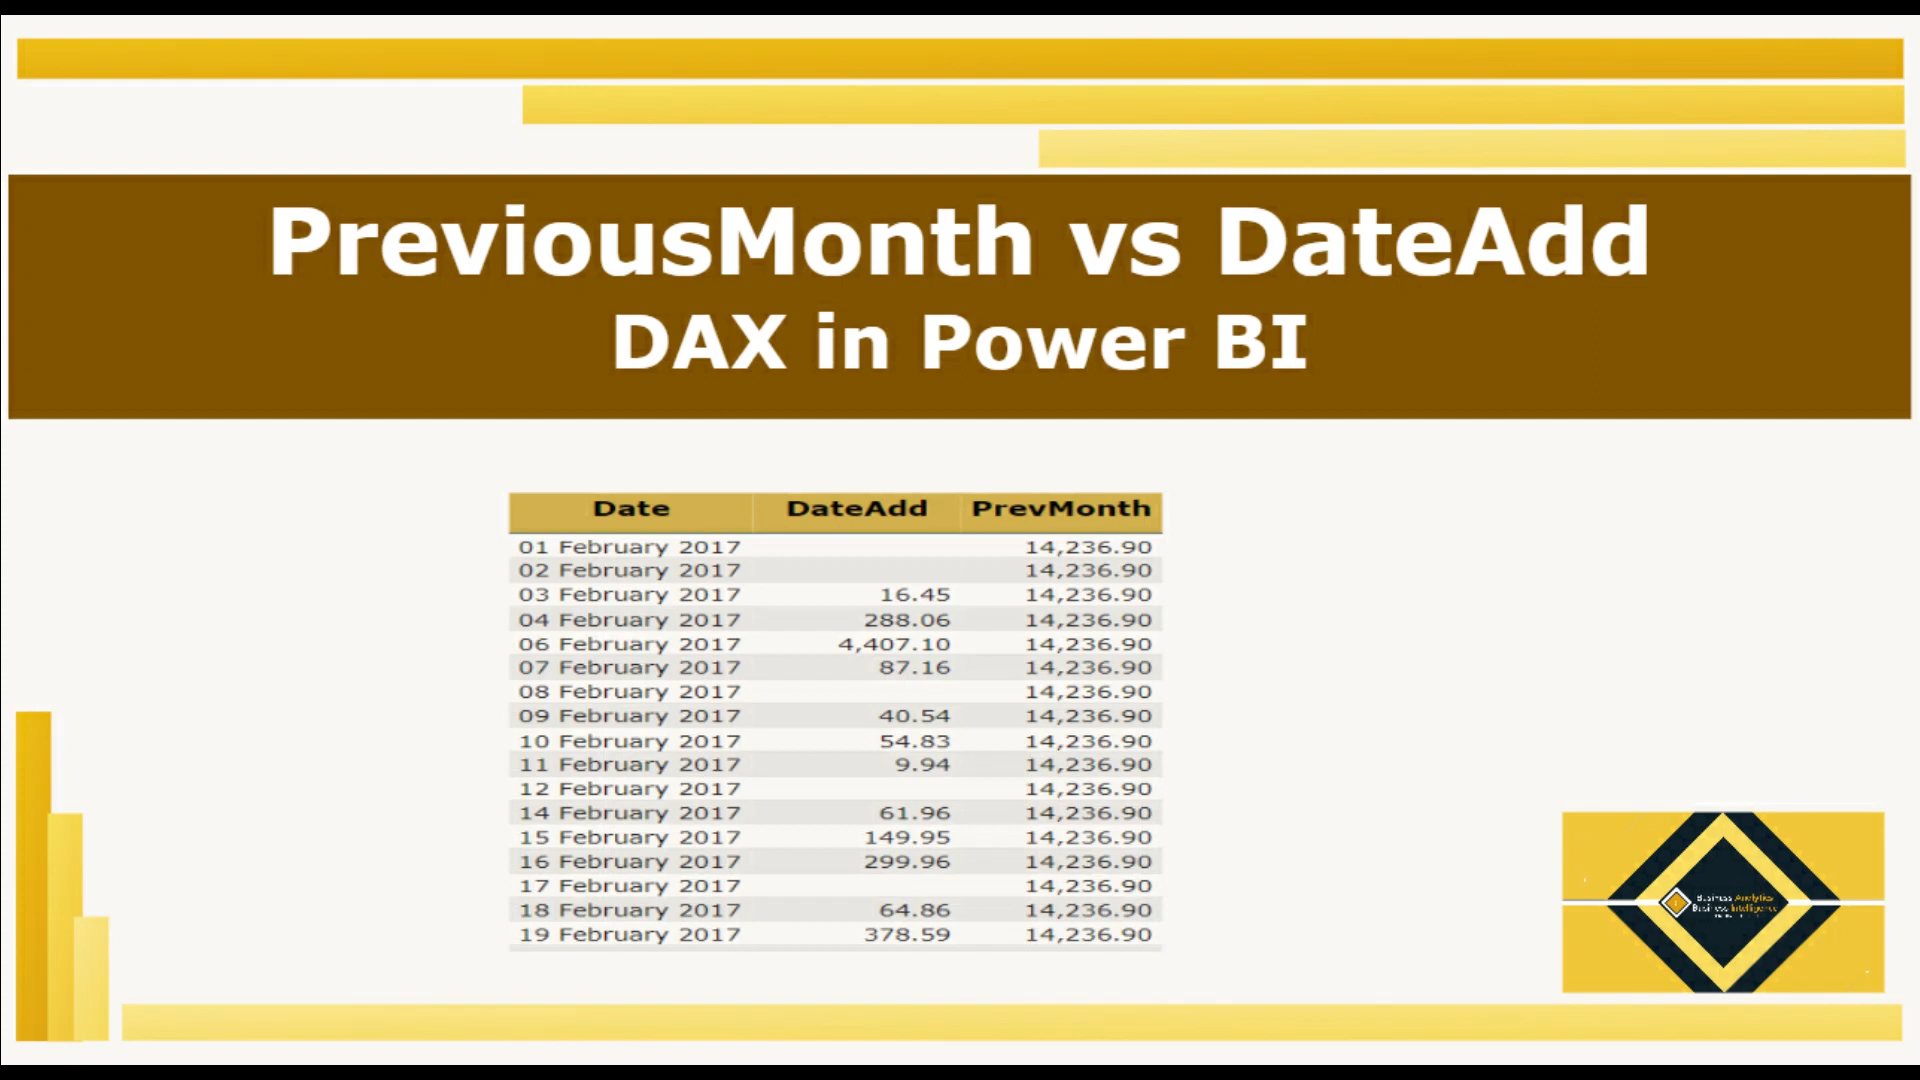 PreviousMonth vs DateAdd
DAX in Power BI
Date DateAdd PrevMonth
01 February 2017 14,236.90
02 February 2017 14,236.90
03 February 2017 16.45 14,236.90
04 February 2017 288.06 14,236.90
06 February 2017 4,407.10 14,236.90
07 February 2017 87.16 14,236.90
08 February 2017 14,236.90
09 February 2017 40.54 14,236.90
10 February 2017 54.83 14,236.90
11 February 2017 9.94 14,236.90
12 February 2017 14,236.90
14 February 2017 61.96 14,236.90
15 February 2017 149.95 14,236.90
16 February 2017 299.96 14,236.90
17 February 2017 14,236.90
18 February 2017 64.86 14,236.90
19 February 2017 378.59 14,236.90
Business Analytics
Business Intelligence